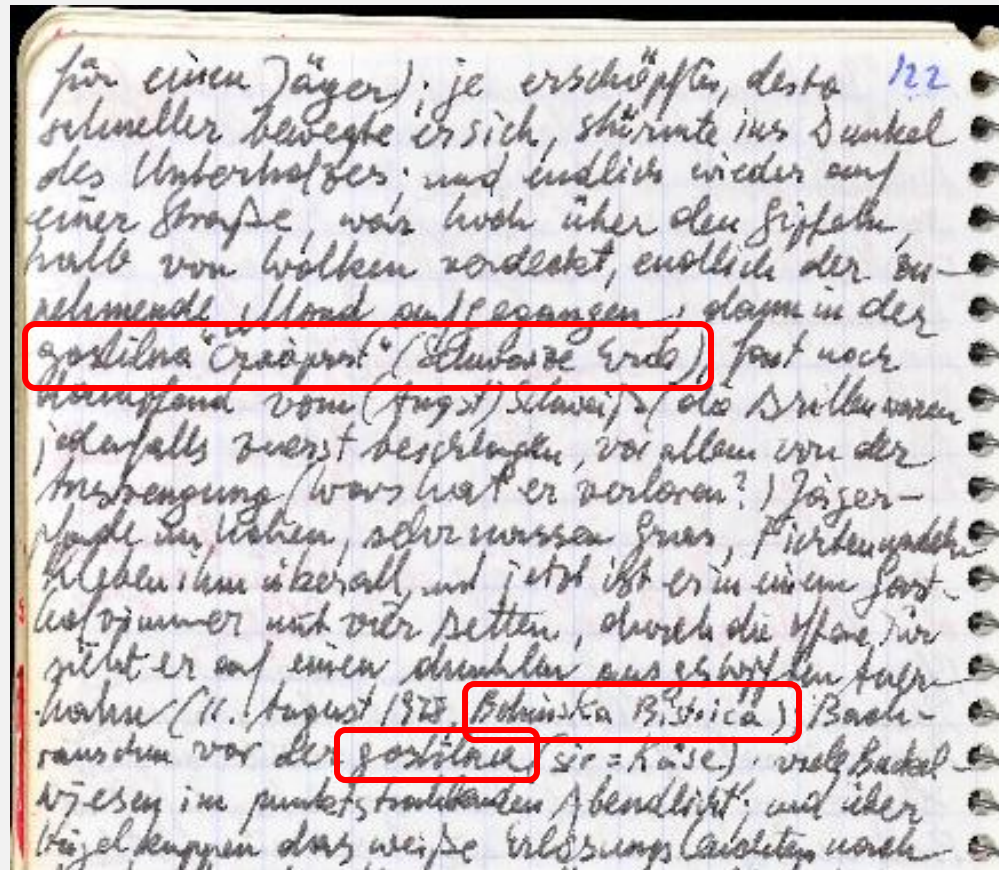 für einen Jäger); je erschöpfter, desto 122
schneller bewegte er sich, stürmte ins Dunkel
des Unterholzes; und endlich wieder auf
einer Straße, war hoch über den Gipfeln,
halb von Wolken verdeckt, endlich der zu-
nehmende Mond aufgegangen; dann in der
gostilna "Črna prst" (Schwarze Erde), fast noch
dampfend vom (Angst) Schweiß (die Brillen waren
jedenfalls zuerst beschlagen, vor allem von der
Anstrengung (was hat er verloren?) Jäger-
pfade im hohen, sehr nassen Gras, Fichtennadeln
kleben ihm überall, und jetzt ist er in einem Gast-
hofzimmer mit vier Betten, durch die offene Tür
sieht er auf einen dunklen ausgestopften Auer-
hahn (11. August 1978, Bohinjska Bistrica); Bach-
rauschen vor der gostilna (sir = Käse) viele Buckel-
wiesen im Abendlicht; und über
Hügelkuppen das weiße nach